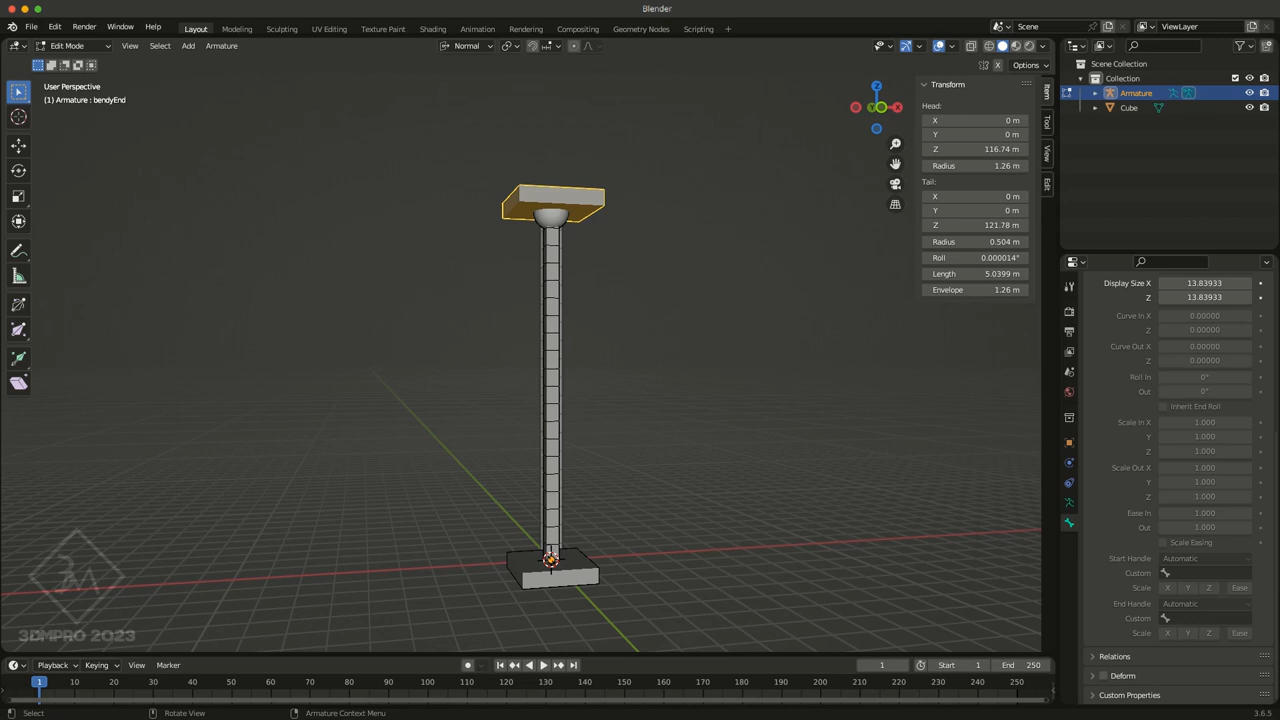 Blender
File Edit Render Window Help
Layout Modeling Sculpting UV Editing Texture Paint Shading Animation Rendering Compositing Geometry Nodes Scripting +
Scene
ViewLayer
Edit Mode View Select Add Armature
Normal
Options
X
User Perspective
(1) Armature : bendyEnd
Z
X
Y
Transform
Head:
X 0 m
Y 0 m
Z 116.74 m
Radius 1.26 m
Tail:
X 0 m
Y 0 m
Z 121.78 m
Radius 0.504 m
Roll 0.000014°
Length 5.0399 m
Envelope 1.26 m
Item
Tool
View
Edit
Scene Collection
Collection
Armature
Cube
Display Size X 13.83933
Z 13.83933
Curve In X 0.00000
Z 0.00000
Curve Out X 0.00000
Z 0.00000
Roll In 0°
Out 0°
Inherit End Roll
Scale In X 1.000
Y 1.000
Z 1.000
Scale Out X 1.000
Y 1.000
Z 1.000
Ease In 1.000
Out 1.000
Scale Easing
Start Handle Automatic
Custom
Scale X Y Z Ease
End Handle Automatic
Custom
Scale X Y Z Ease
Relations
Deform
Custom Properties
3DMPRO 2023
Playback Keying View Marker
1 Start 1 End 250
1 10 20 30 40 50 60 70 80 90 100 110 120 130 140 150 160 170 180 190 200 210 220 230 240 250
Select Rotate View Armature Context Menu
3.6.5